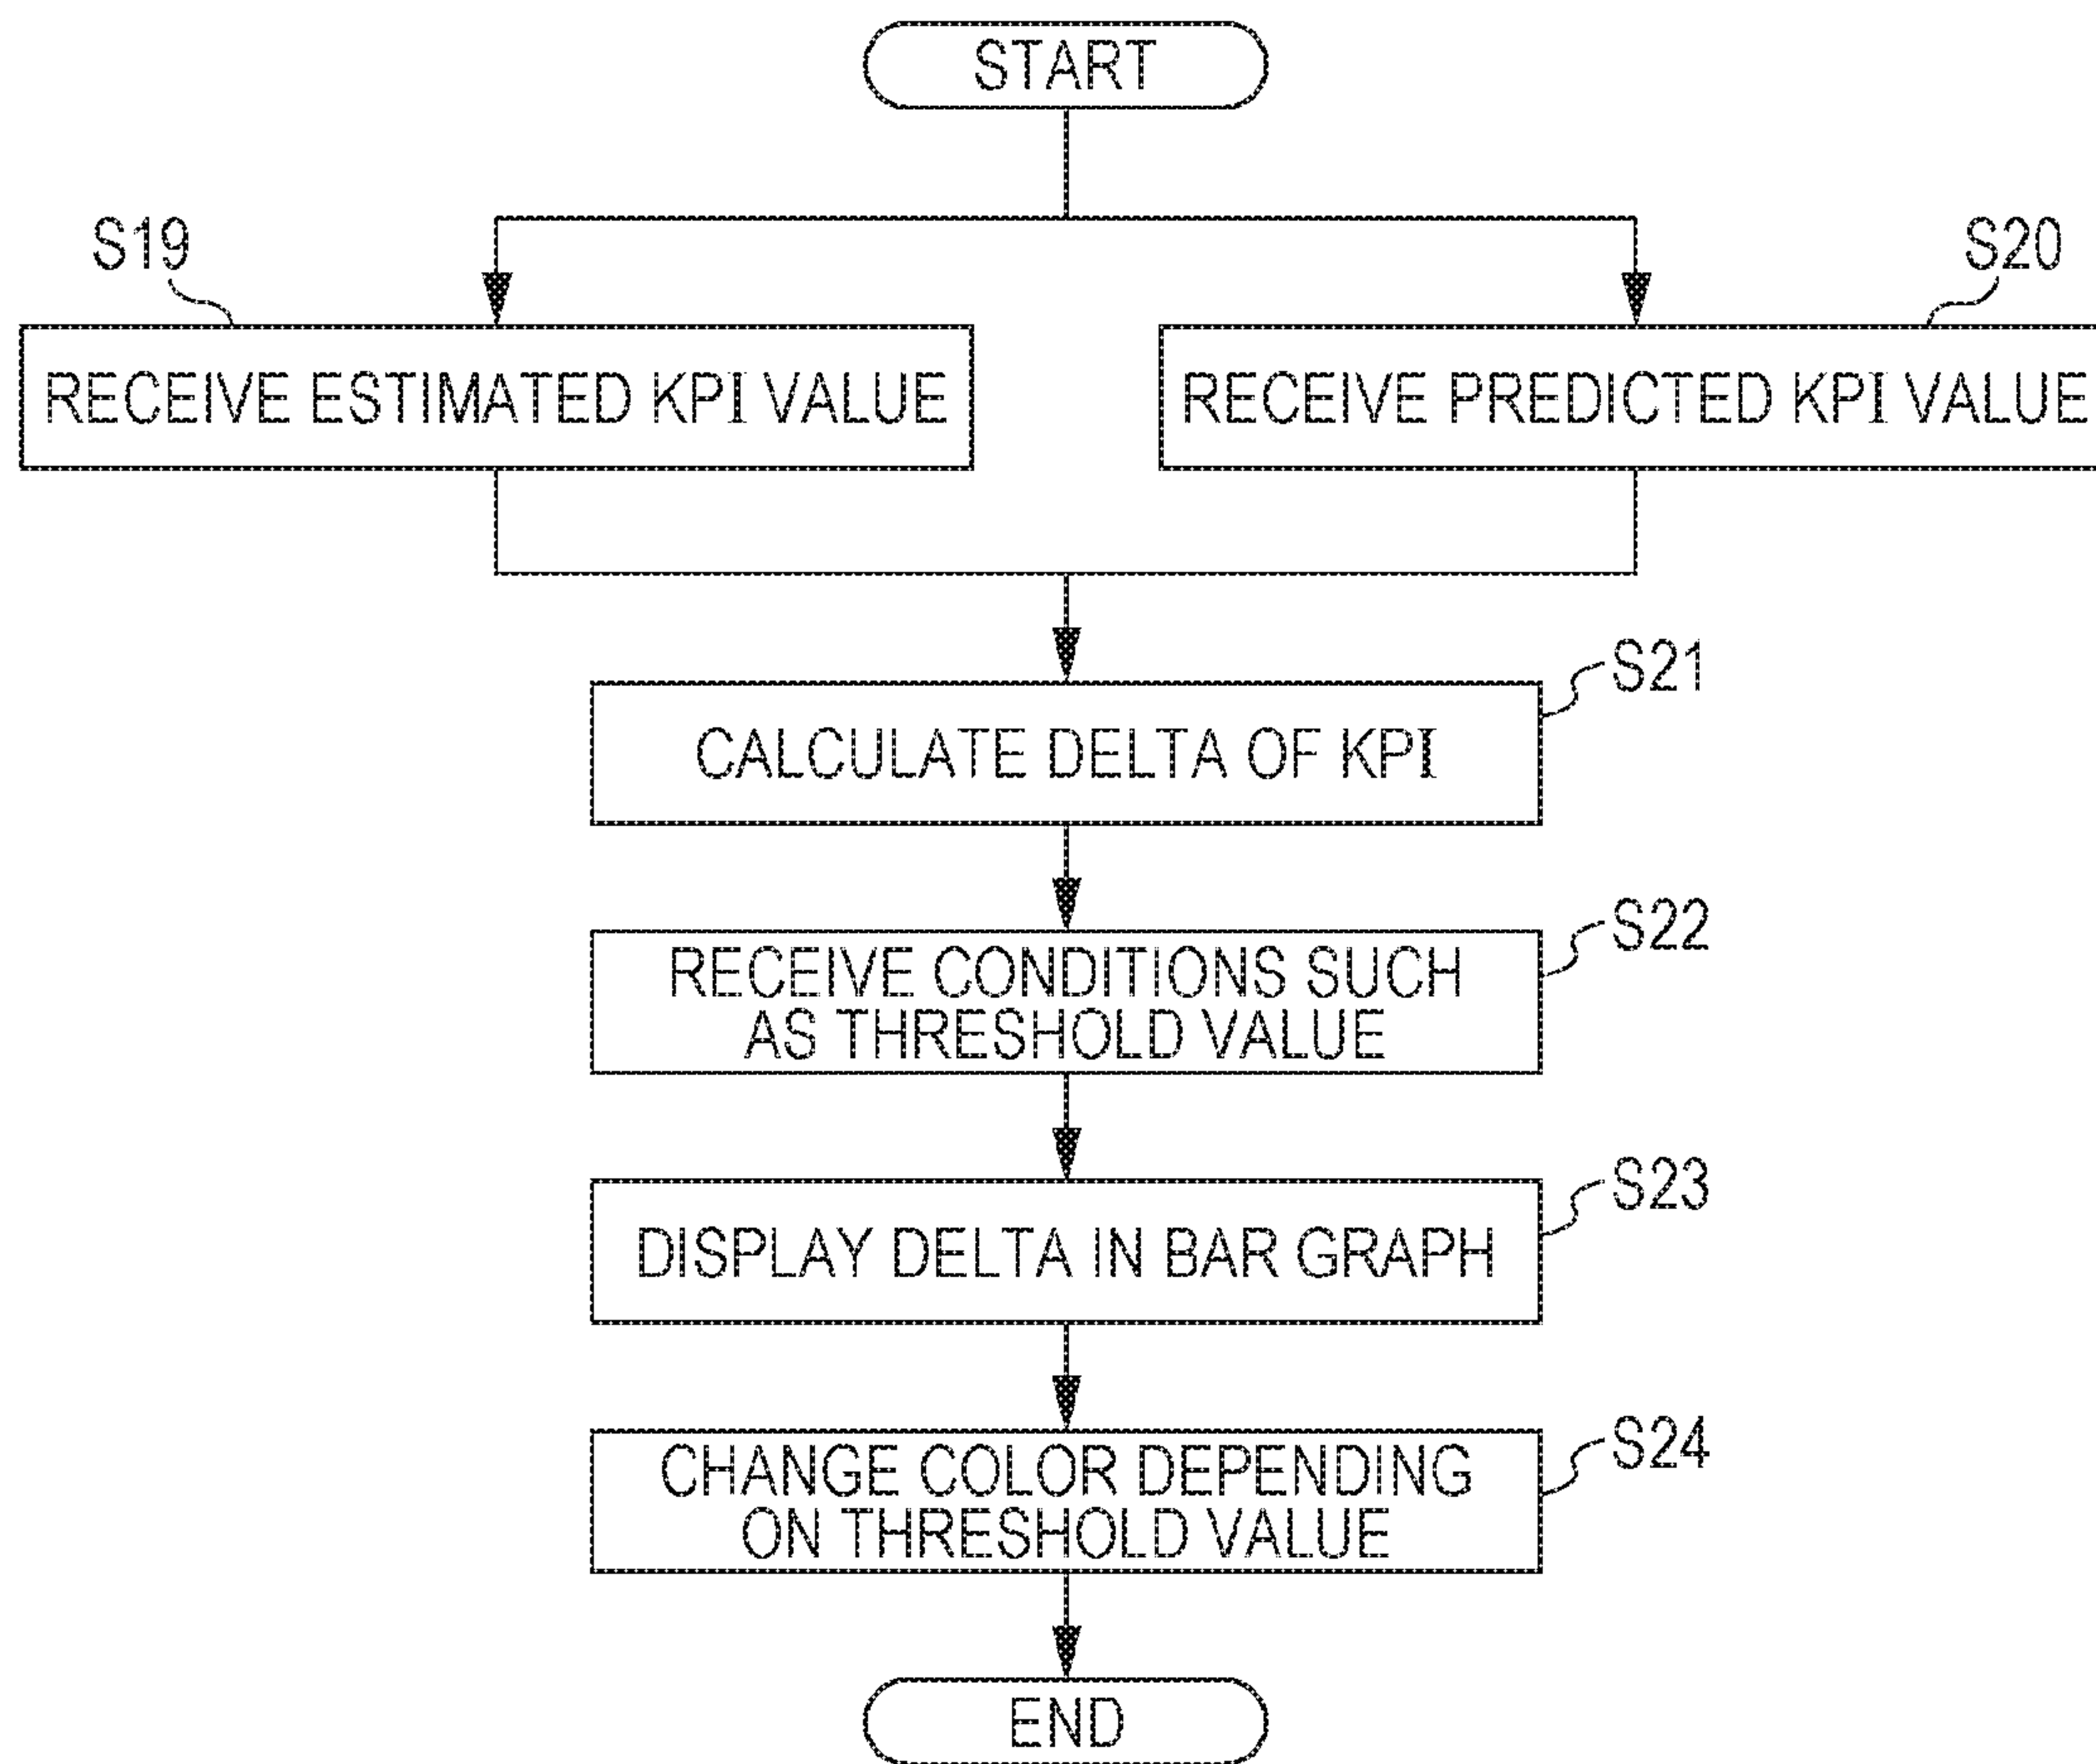 START
S19
S20
RECEIVE ESTIMATED KPI VALUE
RECEIVE PREDICTED KPI VALUE
S21
CALCULATE DELTA OF KPI
S22
RECEIVE CONDITIONS SUCH
AS THRESHOLD VALUE
S23
DISPLAY DELTA IN BAR GRAPH
S24
CHANGE COLOR DEPENDING
ON THRESHOLD VALUE
END